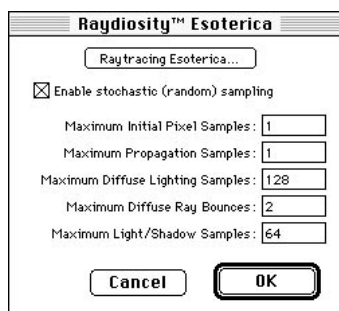 Raydiosity™ Esoterica
Raytracing Esoterica...
Enable stochastic (random) sampling
Maximum Initial Pixel Samples: 1
Maximum Propagation Samples: 1
Maximum Diffuse Lighting Samples: 128
Maximum Diffuse Ray Bounces: 2
Maximum Light/Shadow Samples: 64
Cancel OK